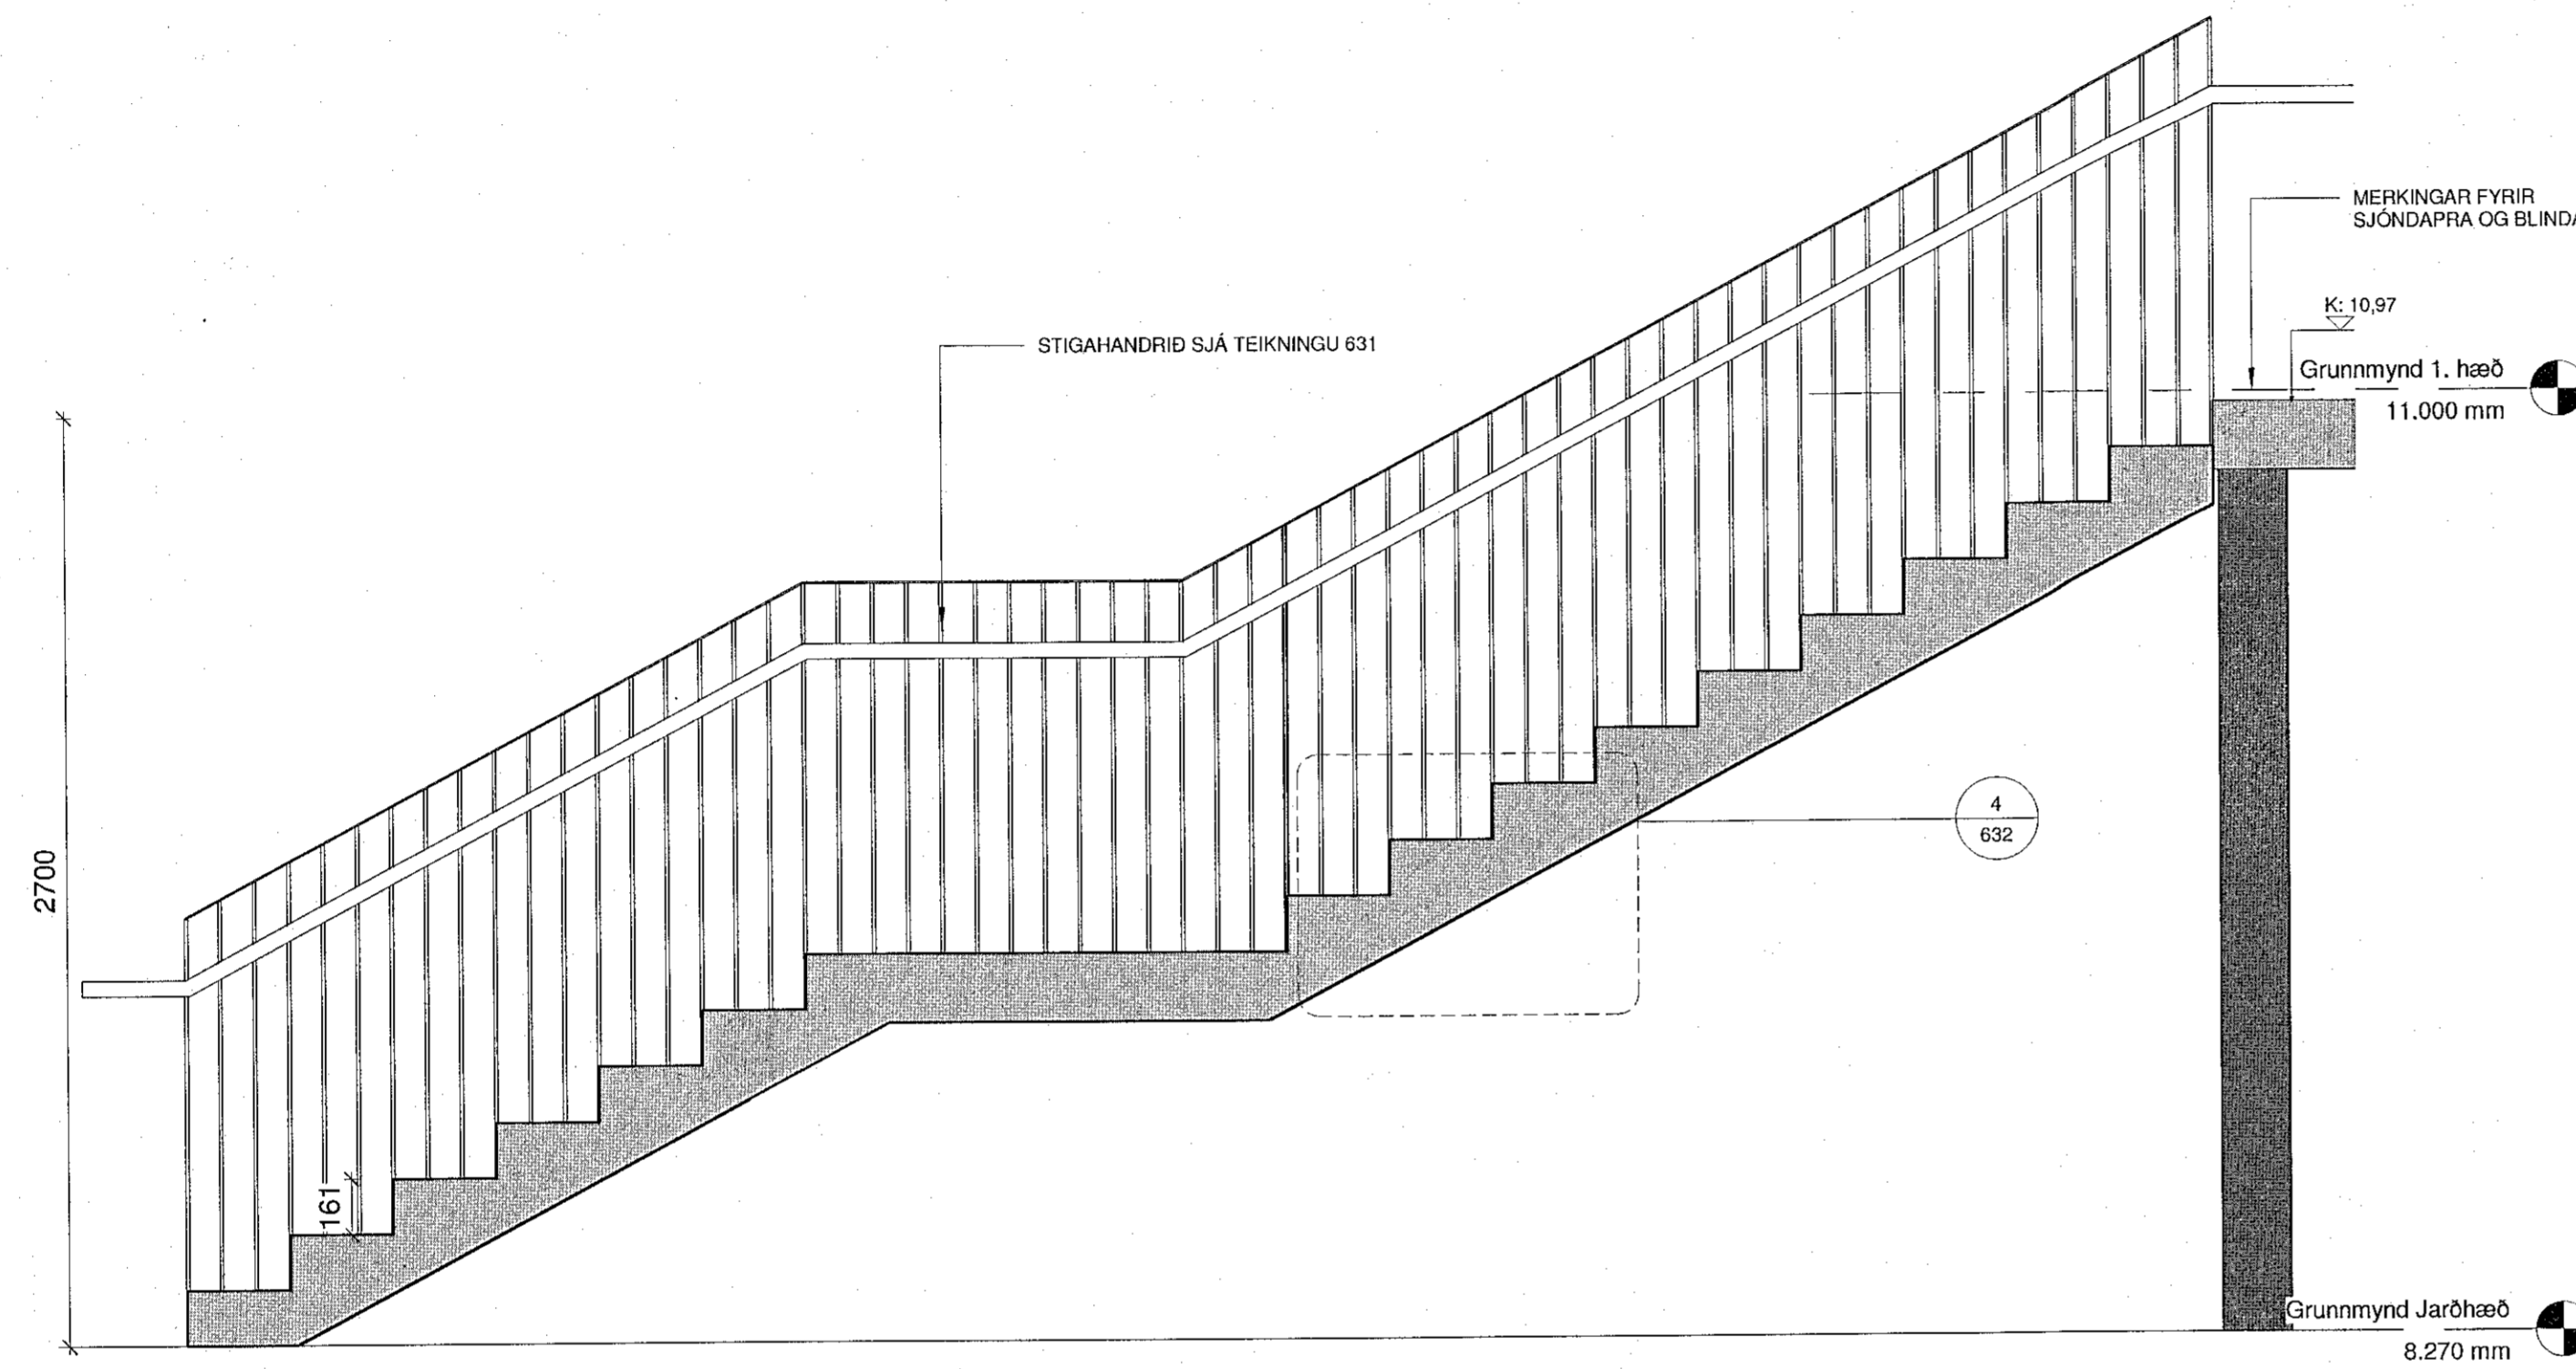 MERKINGAR FYRIR
SJÓNDAPRA OG BLINDA
K: 10,97
STIGAHANDRIÐ SJÁ TEIKNINGU 631
Grunnmynd 1. hæð
11.000 mm
2700
4
632
161
Grunnmynd Jarðhæð
8.270 mm